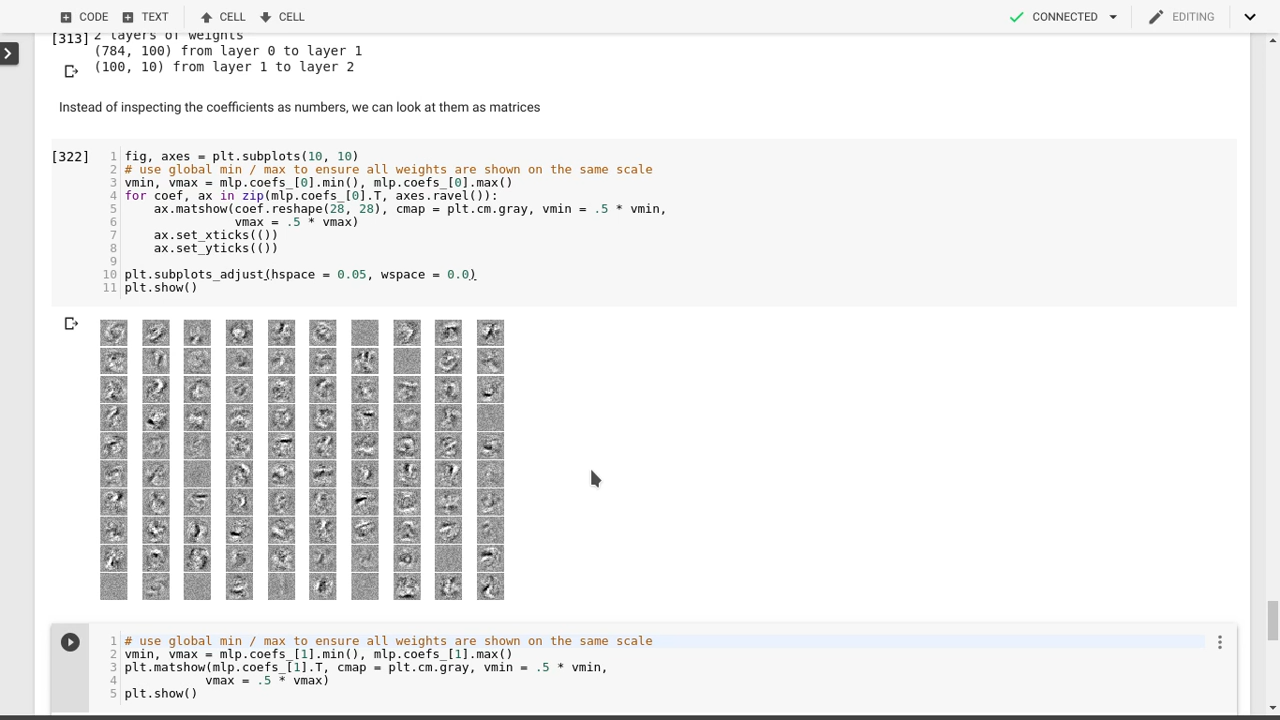 CODE TEXT CELL CELL CONNECTED EDITING
[313] 2 layers of weights
(784, 100) from layer 0 to layer 1
(100, 10) from layer 1 to layer 2
Instead of inspecting the coefficients as numbers, we can look at them as matrices
[322] 1 fig, axes = plt.subplots(10, 10)
2 # use global min / max to ensure all weights are shown on the same scale
3 vmin, vmax = mlp.coefs_[0].min(), mlp.coefs_[0].max()
4 for coef, ax in zip(mlp.coefs_[0].T, axes.ravel()):
5     ax.matshow(coef.reshape(28, 28), cmap = plt.cm.gray, vmin = .5 * vmin,
6                vmax = .5 * vmax)
7     ax.set_xticks(())
8     ax.set_yticks(())
9
10 plt.subplots_adjust(hspace = 0.05, wspace = 0.0)
11 plt.show()
1 # use global min / max to ensure all weights are shown on the same scale
2 vmin, vmax = mlp.coefs_[1].min(), mlp.coefs_[1].max()
3 plt.matshow(mlp.coefs_[1].T, cmap = plt.cm.gray, vmin = .5 * vmin,
4            vmax = .5 * vmax)
5 plt.show()